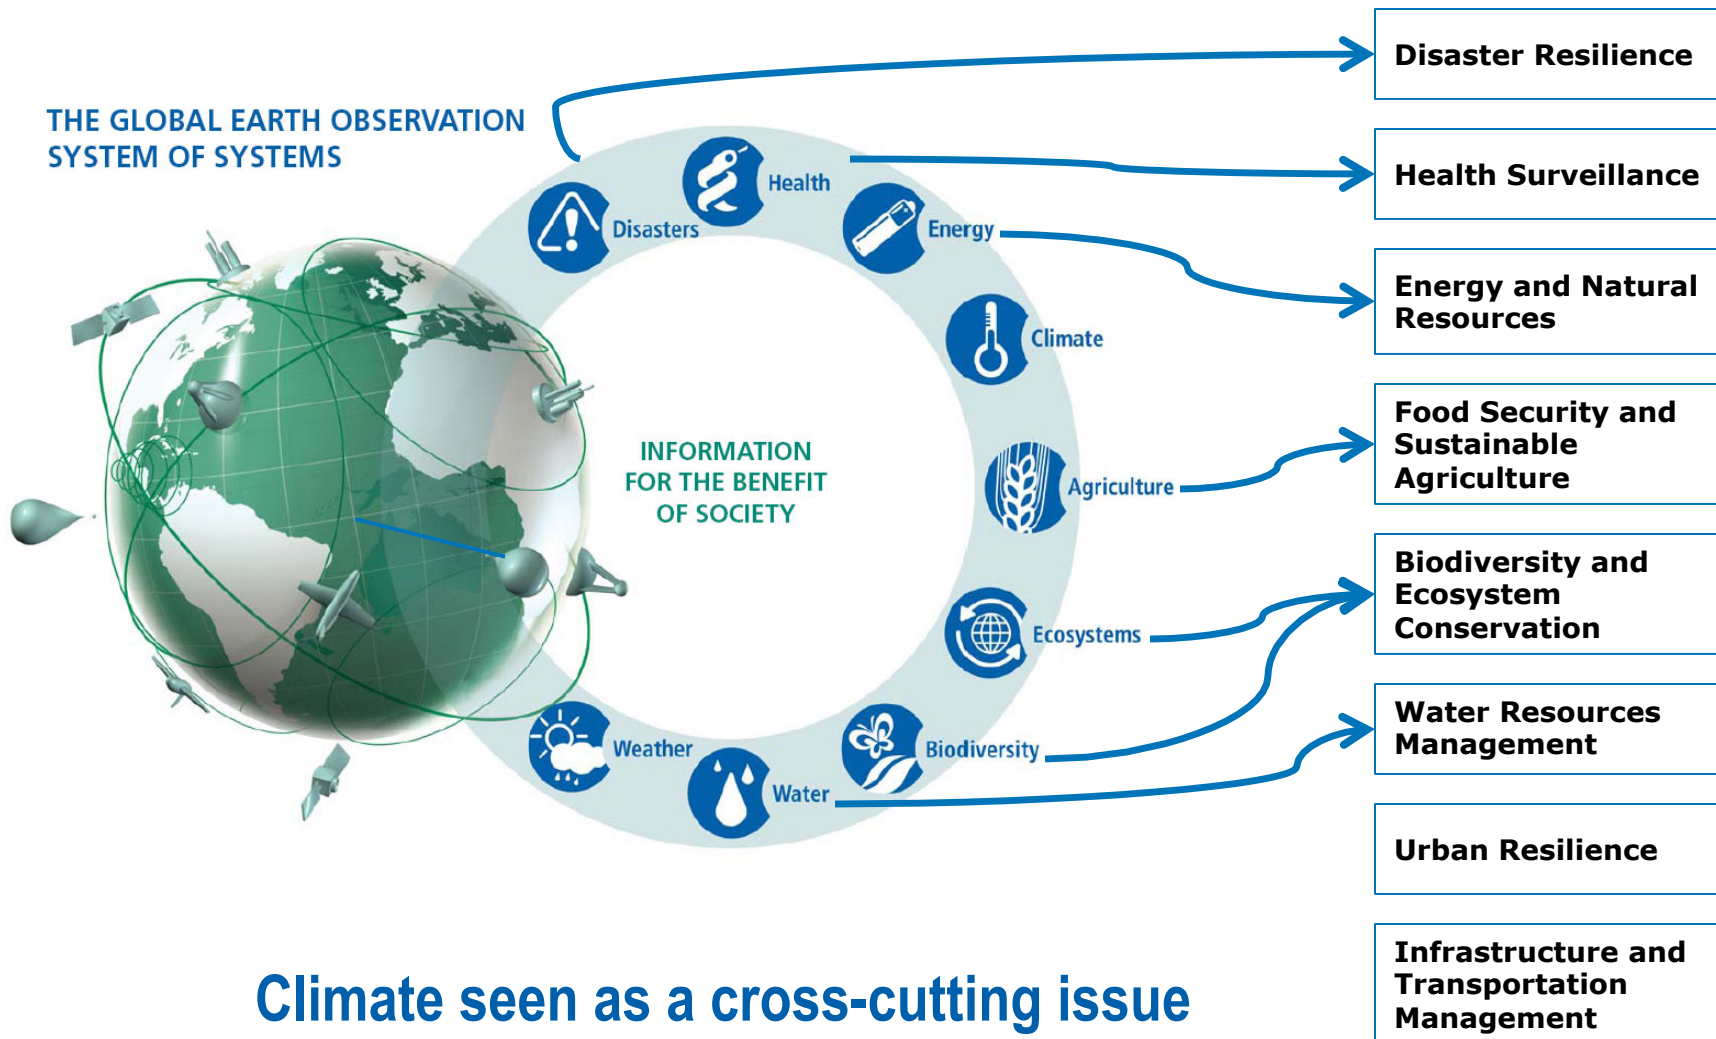 THE GLOBAL EARTH OBSERVATION
SYSTEM OF SYSTEMS
Health
Disasters
Energy
Climate
Agriculture
Ecosystems
Biodiversity
Water
Weather
INFORMATION
FOR THE BENEFIT
OF SOCIETY
Disaster Resilience
Health Surveillance
Energy and Natural
Resources
Food Security and
Sustainable
Agriculture
Biodiversity and
Ecosystem
Conservation
Water Resources
Management
Urban Resilience
Infrastructure and
Transportation
Management
Climate seen as a cross-cutting issue